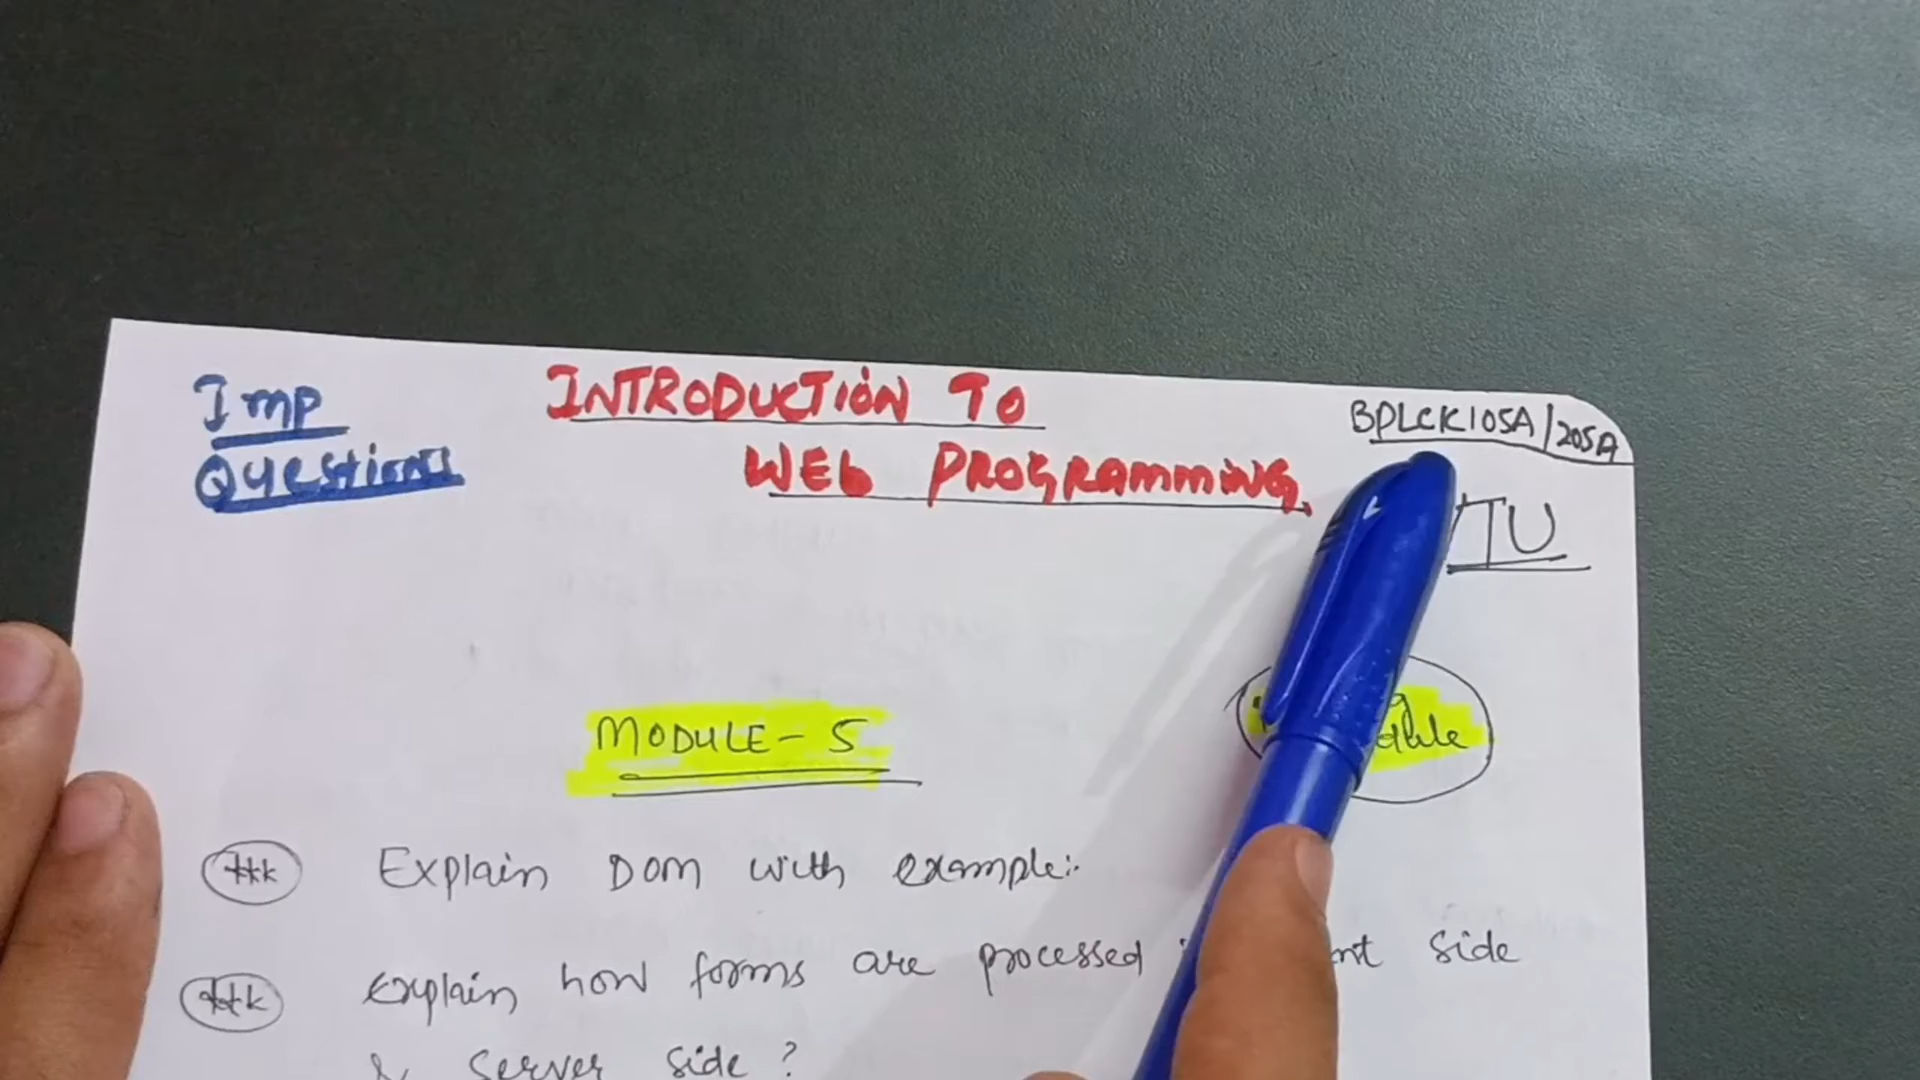 Imp
Questions
INTRODUCTION TO
WEb PROGRAMMING.
BPLCK105A/205A
TU
MODULE-5
*** Explain DOM with example:-
*** Explain how forms are processed side
& server side?